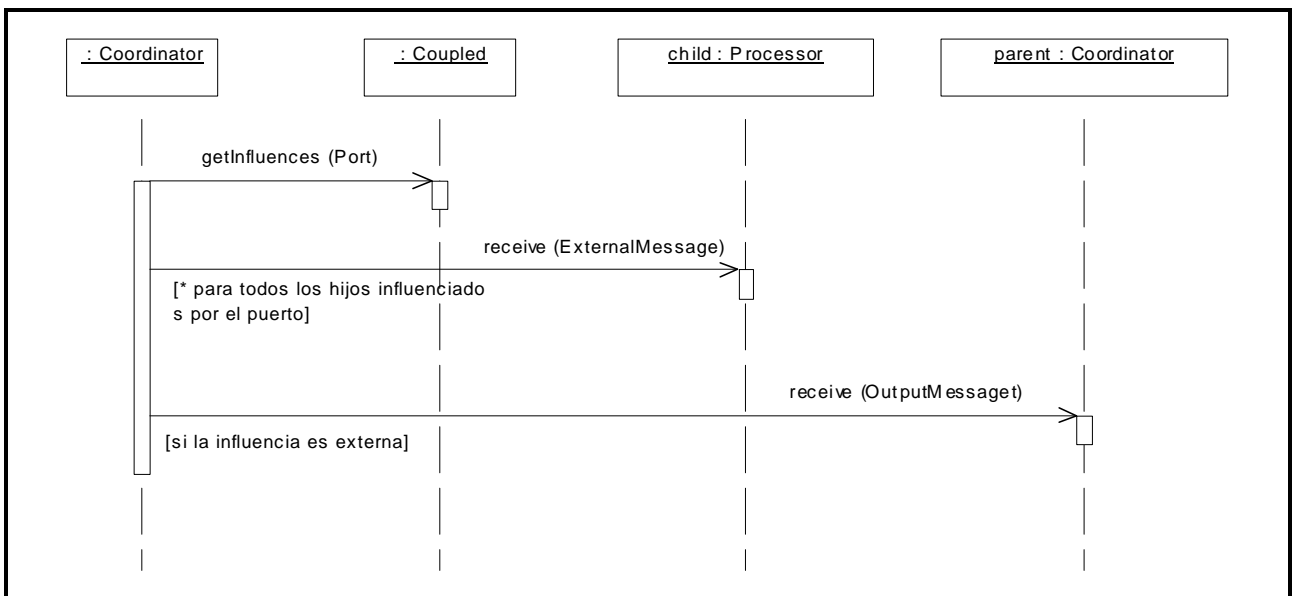 : Coordinator
: Coupled
child : Processor
parent : Coordinator
getInfluences (Port)
receive (ExternalMessage)
[* para todos los hijos influenciado
s por el puerto]
receive (OutputMessaget)
[si la influencia es externa]